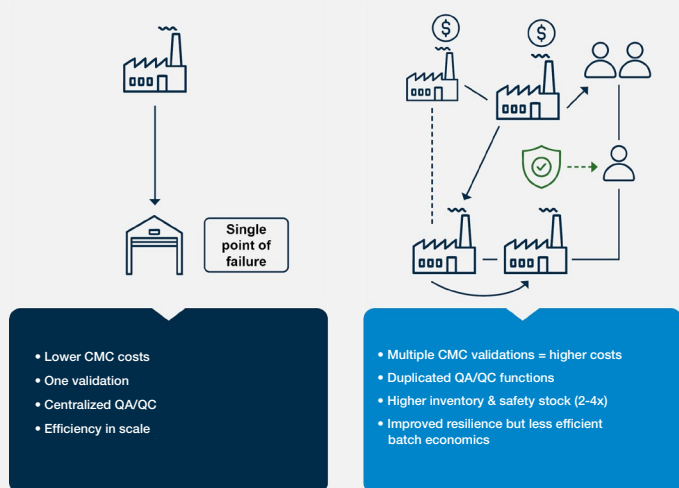 $
$
Single
point of
failure
• Lower CMC costs
• One validation
• Centralized QA/QC
• Efficiency in scale
• Multiple CMC validations = higher costs
• Duplicated QA/QC functions
• Higher inventory & safety stock (2-4x)
• Improved resilience but less efficient
batch economics